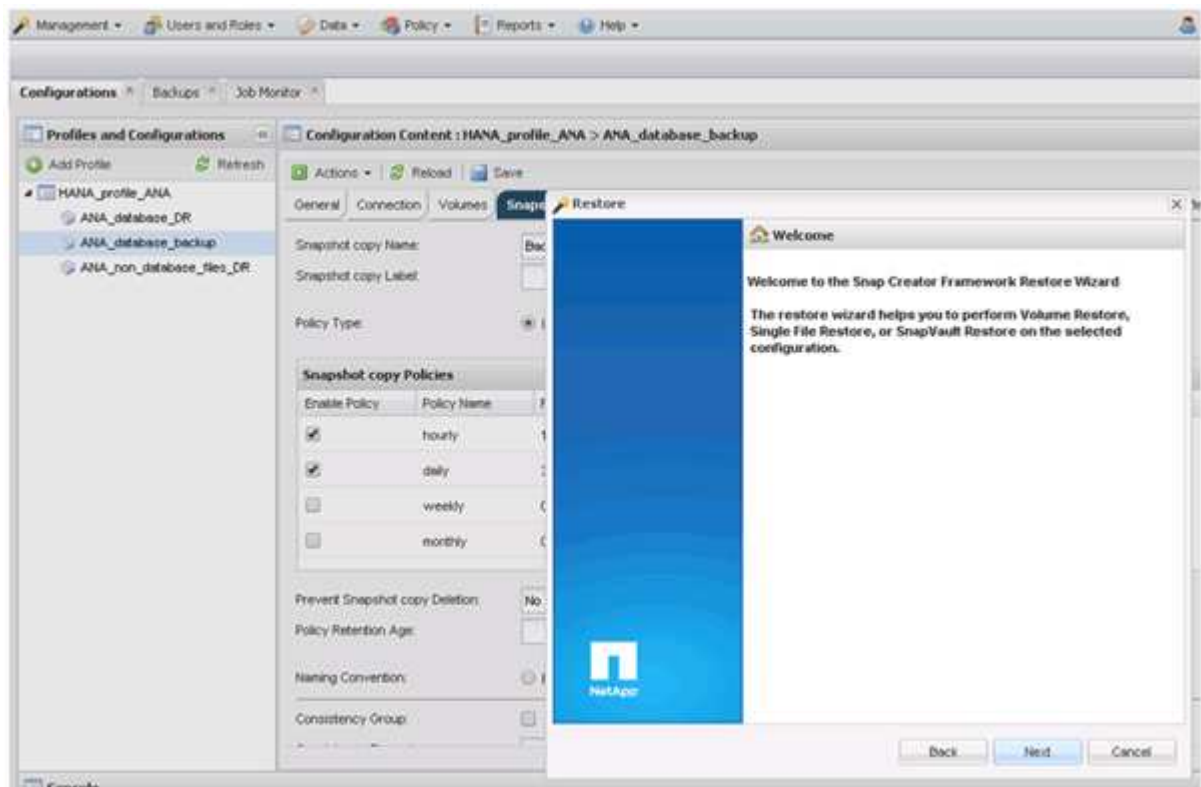 Management Users and Roles Data Policy Reports Help
Configurations Backups Job Monitor
Profiles and Configurations
Configuration Content : HANA_profile_ANA > ANA_database_backup
Add Profile Refresh
Actions Reload Save
HANA_profile_ANA
ANA_database_DR
ANA_database_backup
ANA_non_database_files_DR
General Connection Volumes
Snapshot copy Name:
Snapshot copy Label:
Policy Type:
Snapshot copy Policies
Enable Policy Policy Name
hourly
daily
weekly
monthly
Prevent Snapshot copy Deletion: No
Policy Retention Age:
Naming Convention:
Consistency Group:
Restore
Welcome
Welcome to the Snap Creator Framework Restore Wizard
The restore wizard helps you to perform Volume Restore,
Single File Restore, or SnapVault Restore on the selected
configuration.
NetApp
Back Next Cancel
Console